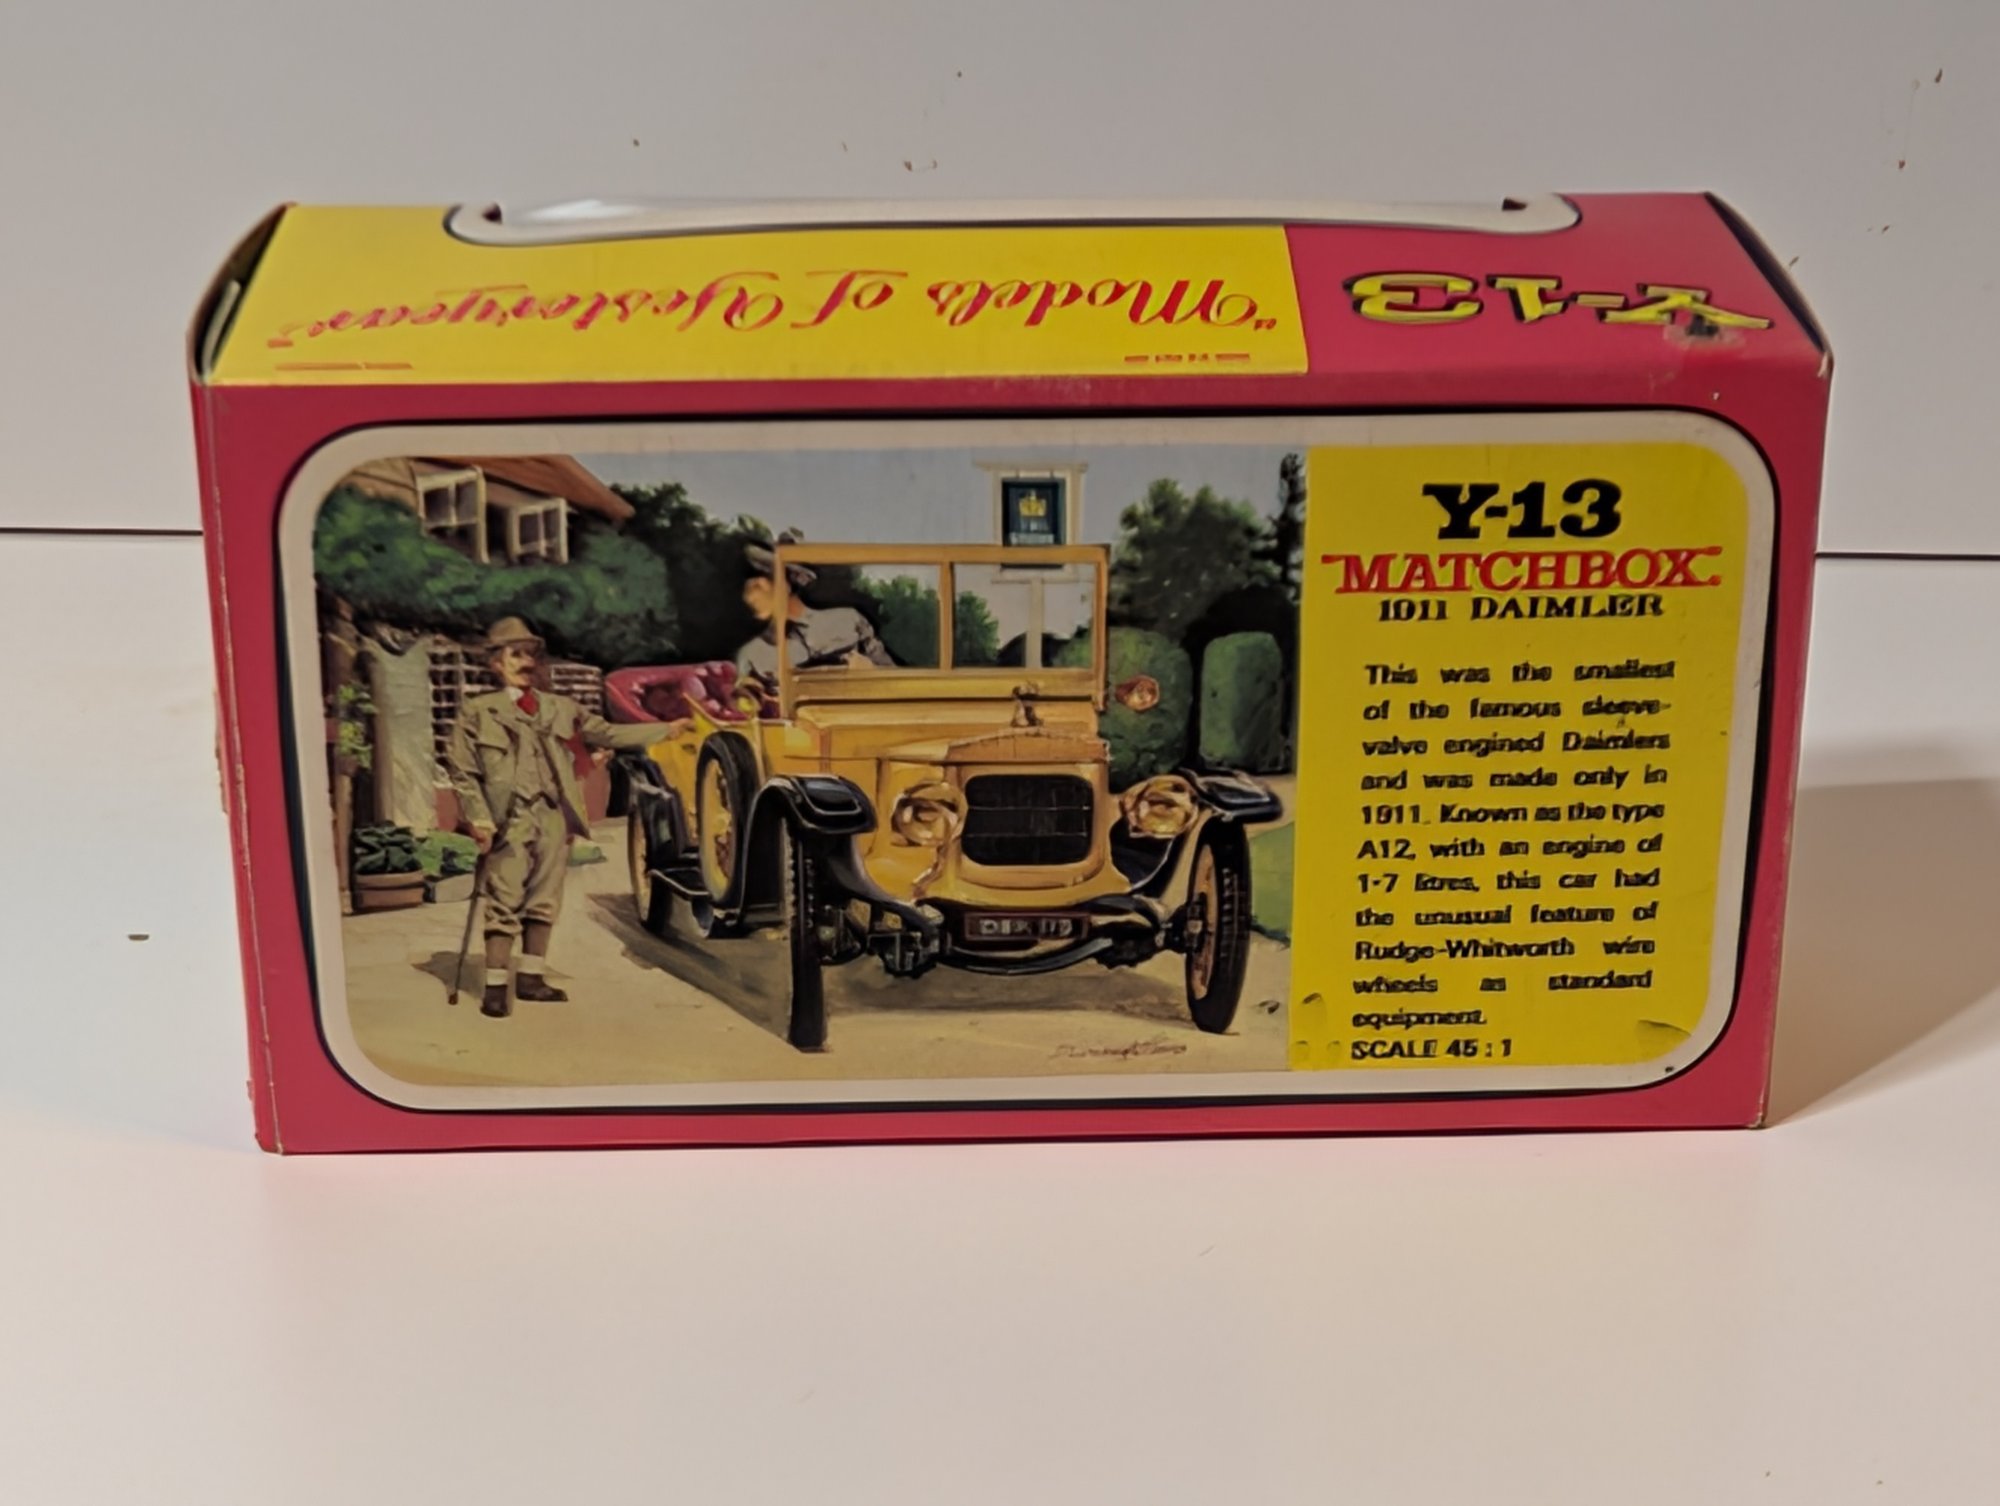 "Models of Yesteryear"
Y-13
Y-13
MATCHBOX
1911 DAIMLER
This was the smallest
of the famous sleeve-
valve engined Daimlers
and was made only in
1911. Known as the type
A12, with an engine of
1·7 litres, this car had
the unusual feature of
Rudge-Whitworth wire
wheels as standard
equipment.
SCALE 45 : 1